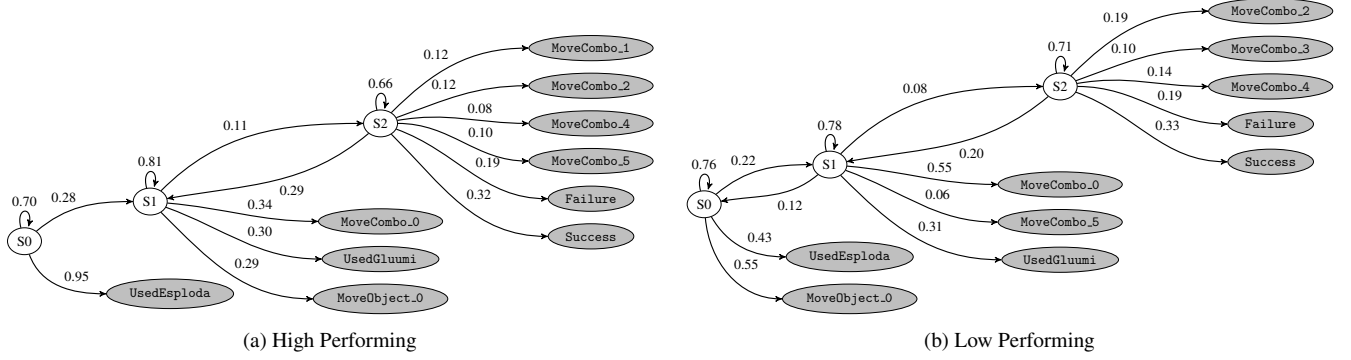 0.12
MoveCombo_1
0.12
MoveCombo_2
0.66
0.08
MoveCombo_4
S2
0.10
MoveCombo_5
0.11
0.19
Failure
0.81
0.29
0.32
Success
0.70
0.28
S1
0.34
MoveCombo_0
S0
0.30
UsedGluumi
0.95
0.29
UsedEsploda
MoveObject_0
(a) High Performing
0.19
MoveCombo_2
0.71
0.10
MoveCombo_3
S2
0.14
MoveCombo_4
0.08
0.19
Failure
0.78
0.33
Success
0.76
0.22
S1
0.20
0.55
MoveCombo_0
S0
0.12
0.06
MoveCombo_5
0.43
0.31
UsedEsploda
UsedGluumi
0.55
MoveObject_0
(b) Low Performing